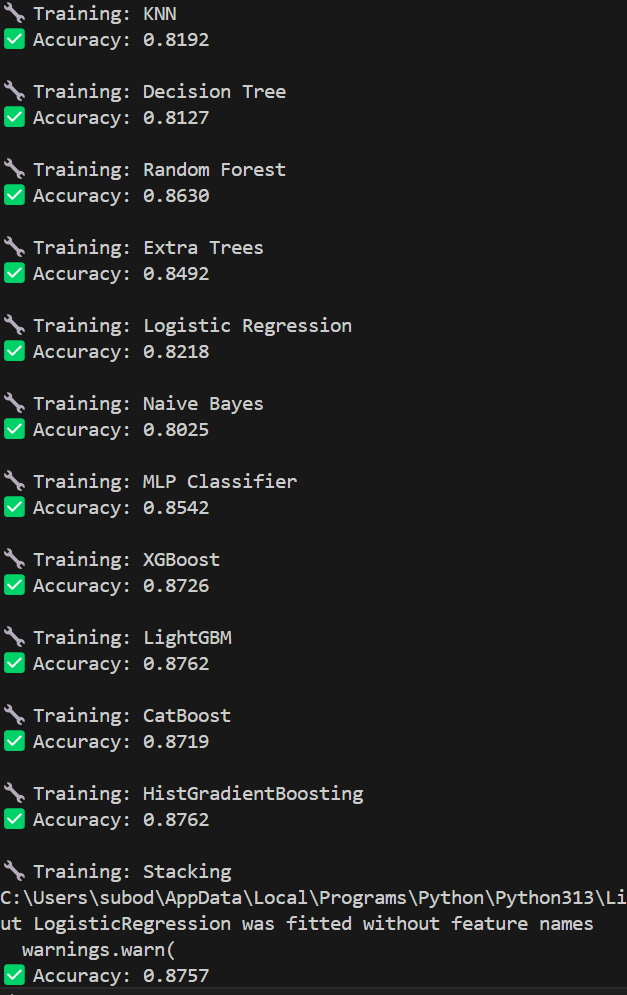 🔧 Training: KNN
✅ Accuracy: 0.8192
🔧 Training: Decision Tree
✅ Accuracy: 0.8127
🔧 Training: Random Forest
✅ Accuracy: 0.8630
🔧 Training: Extra Trees
✅ Accuracy: 0.8492
🔧 Training: Logistic Regression
✅ Accuracy: 0.8218
🔧 Training: Naive Bayes
✅ Accuracy: 0.8025
🔧 Training: MLP Classifier
✅ Accuracy: 0.8542
🔧 Training: XGBoost
✅ Accuracy: 0.8726
🔧 Training: LightGBM
✅ Accuracy: 0.8762
🔧 Training: CatBoost
✅ Accuracy: 0.8719
🔧 Training: HistGradientBoosting
✅ Accuracy: 0.8762
🔧 Training: Stacking
C:\Users\subod\AppData\Local\Programs\Python\Python313\Li
ut LogisticRegression was fitted without feature names
warnings.warn(
✅ Accuracy: 0.8757